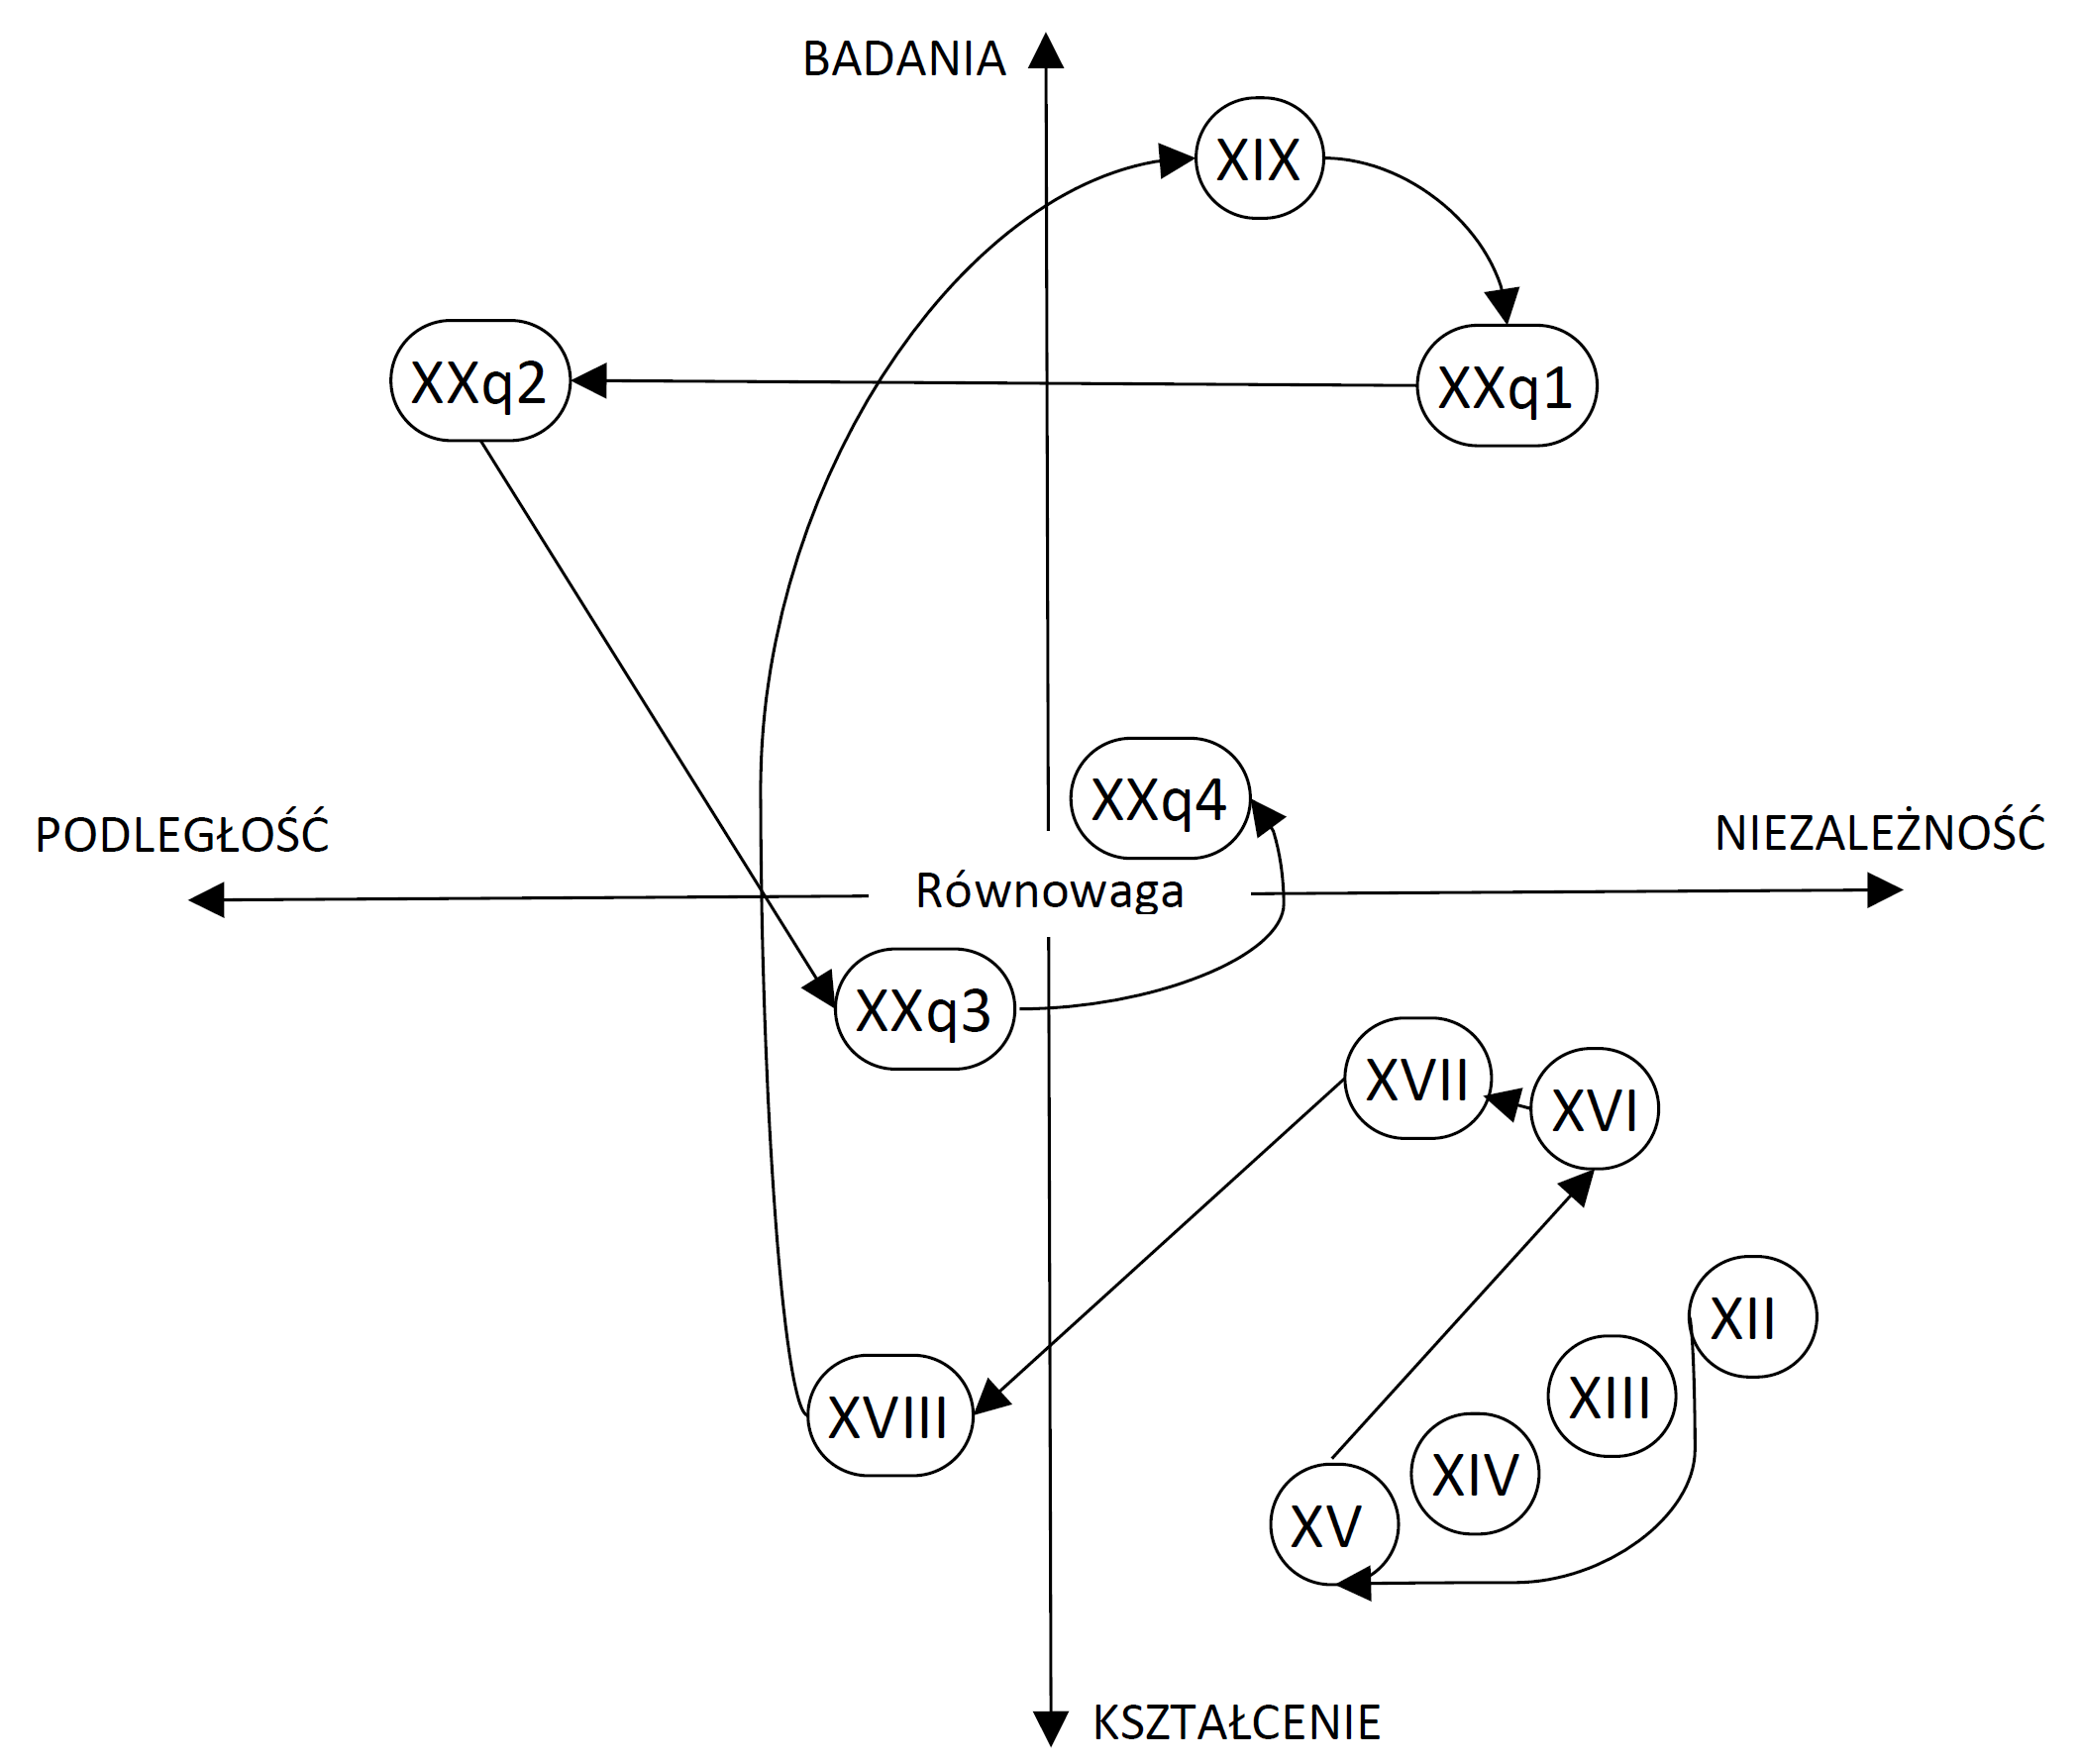 BADANIA
XIX
XXq2
XXq1
XXq4
PODLEGŁOŚĆ
NIEZALEŻNOŚĆ
Równowaga
XXq3
XVII
XVI
XII
XIII
XVIII
XIV
XV
KSZTAŁCENIE